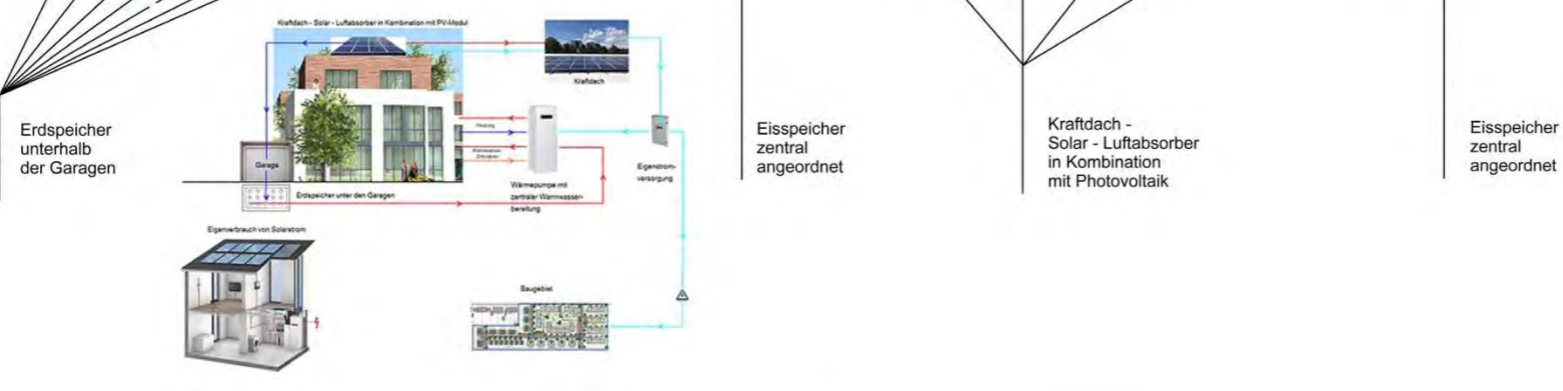 Kraftdach - Solar - Luftabsorber in Kombination mit PV-Modul
Kraftdach
Heizung
Warmwasser
Zirkulation
Garage
Erdspeicher unter den Garagen
Wärmepumpe mit
zentraler Warmwasser-
bereitung
Eigenstrom-
versorgung
Eigenverbrauch von Solarstrom
Baugebiet
Erdspeicher
unterhalb
der Garagen
Eisspeicher
zentral
angeordnet
Kraftdach -
Solar - Luftabsorber
in Kombination
mit Photovoltaik
Eisspeicher
zentral
angeordnet